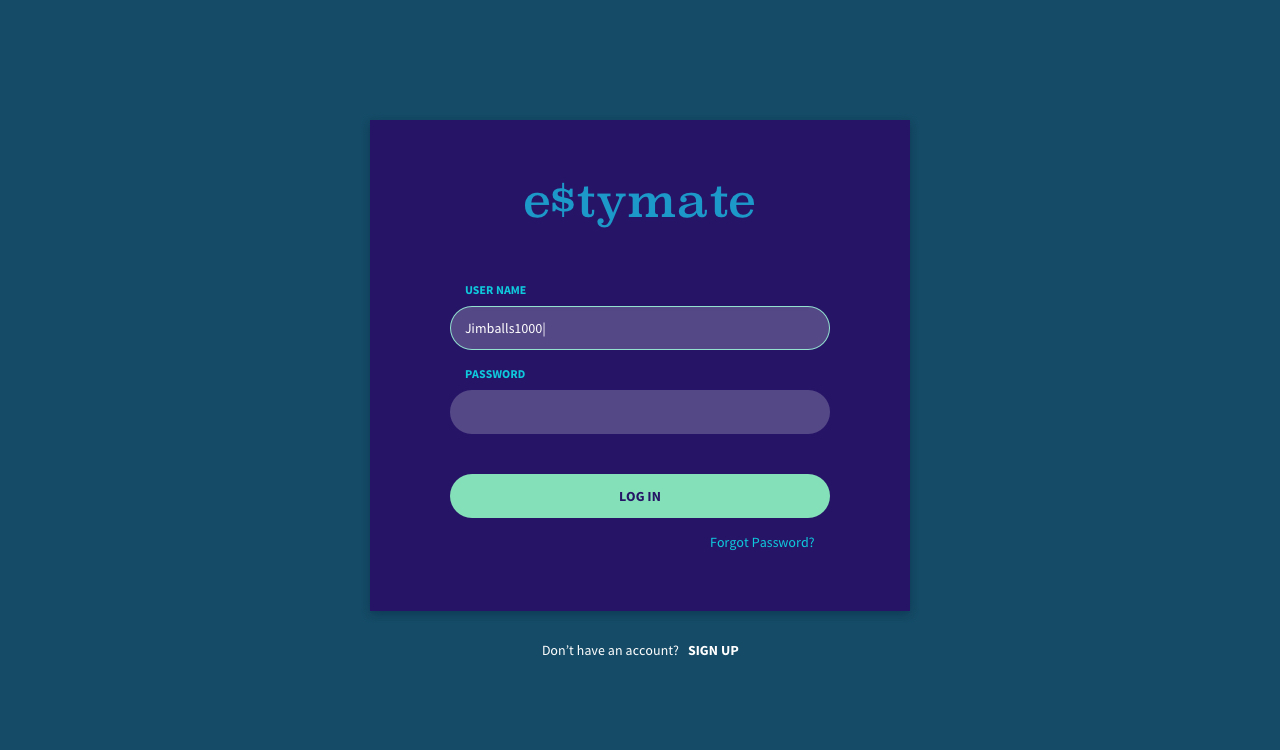 e$tymate
USER NAME
Jimballs1000
PASSWORD
LOG IN
Forgot Password?
Don't have an account? SIGN UP